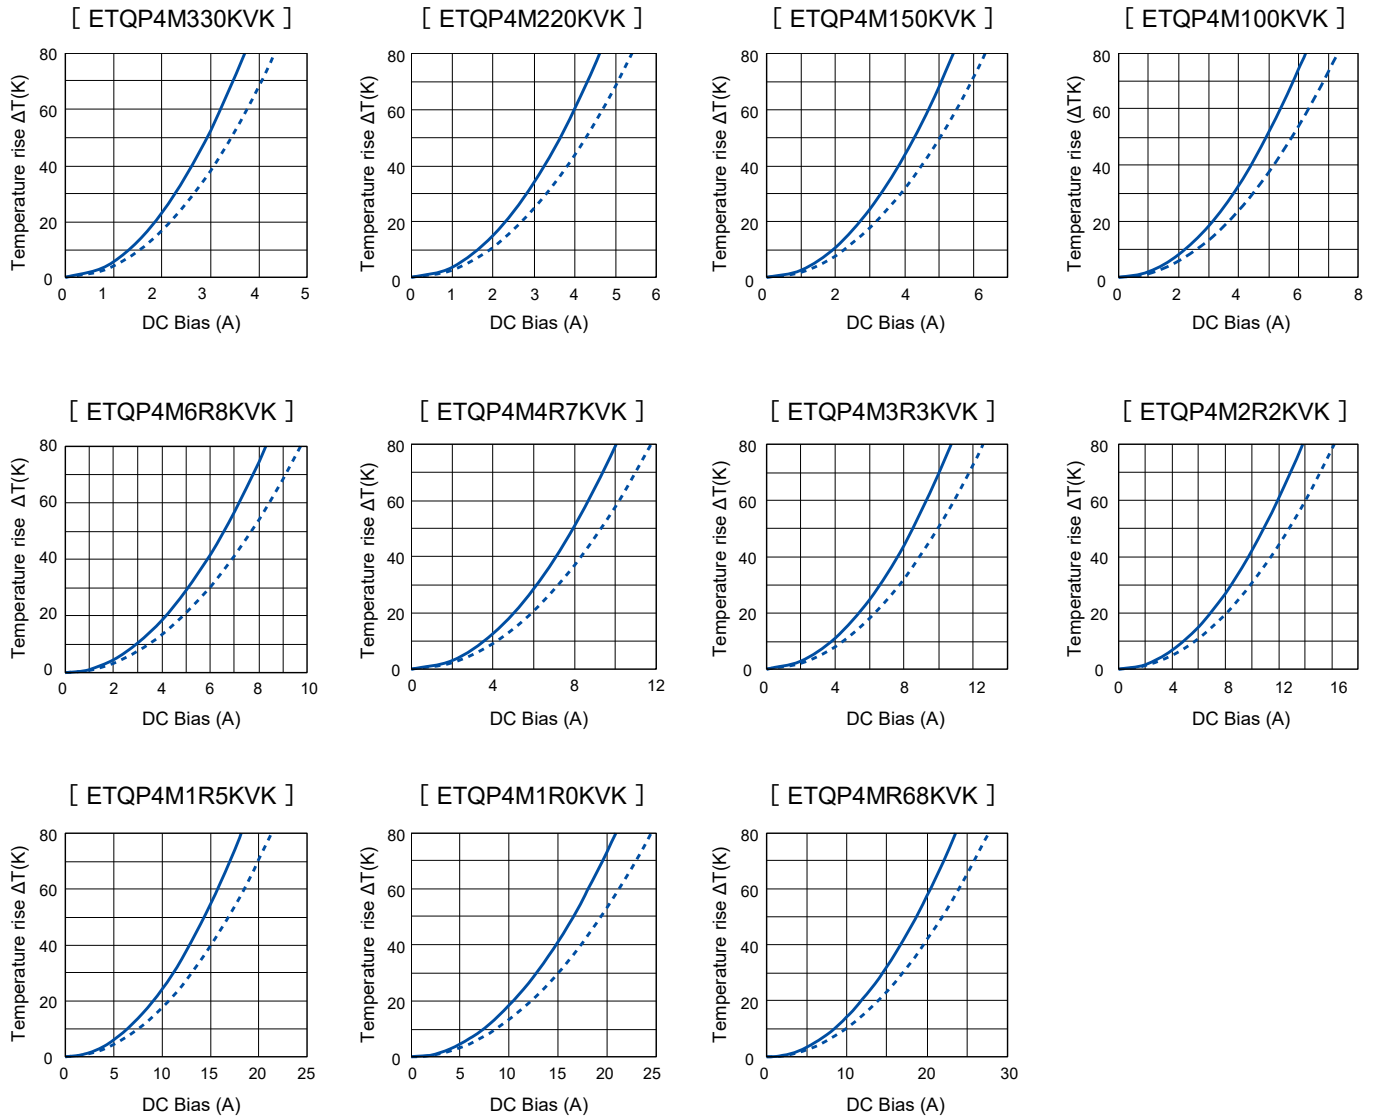 [ ETQP4M330KVK ]
[ ETQP4M220KVK ]
[ ETQP4M150KVK ]
[ ETQP4M100KVK ]
Temperature rise ΔT(K)
80
60
40
20
0
0 1 2 3 4 5
DC Bias (A)
Temperature rise ΔT(K)
80
60
40
20
0
0 1 2 3 4 5 6
DC Bias (A)
Temperature rise ΔT(K)
80
60
40
20
0
0 2 4 6
DC Bias (A)
Temperature rise (ΔTK)
80
60
40
20
0
0 2 4 6 8
DC Bias (A)
[ ETQP4M6R8KVK ]
[ ETQP4M4R7KVK ]
[ ETQP4M3R3KVK ]
[ ETQP4M2R2KVK ]
Temperature rise ΔT(K)
80
60
40
20
0
0 2 4 6 8 10
DC Bias (A)
Temperature rise ΔT(K)
80
60
40
20
0
0 4 8 12
DC Bias (A)
Temperature rise ΔT(K)
80
60
40
20
0
0 4 8 12
DC Bias (A)
Temperature rise ΔT(K)
80
60
40
20
0
0 4 8 12 16
DC Bias (A)
[ ETQP4M1R5KVK ]
[ ETQP4M1R0KVK ]
[ ETQP4MR68KVK ]
Temperature rise ΔT(K)
80
60
40
20
0
0 5 10 15 20 25
DC Bias (A)
Temperature rise ΔT(K)
80
60
40
20
0
0 5 10 15 20 25
DC Bias (A)
Temperature rise ΔT(K)
80
60
40
20
0
0 10 20 30
DC Bias (A)